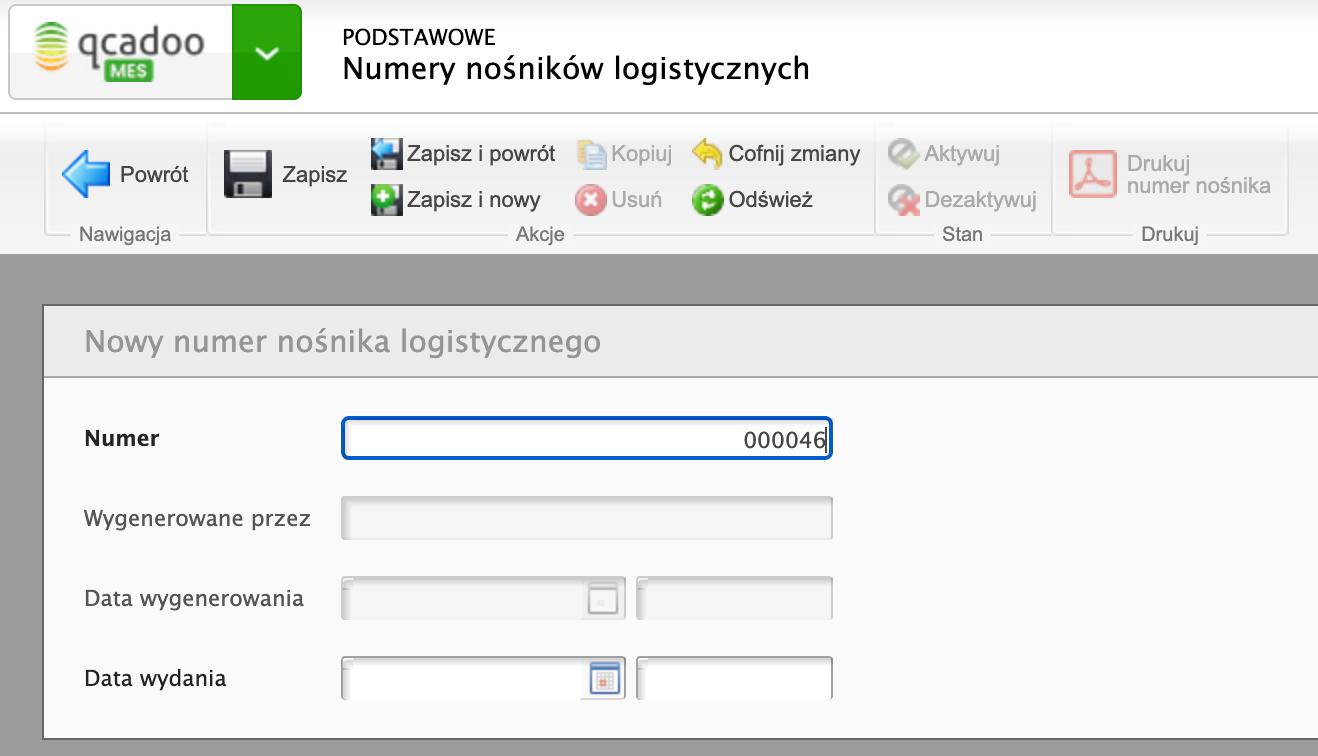 qcadoo
MES
PODSTAWOWE
Numery nośników logistycznych
Powrót
Nawigacja
Zapisz
Zapisz i powrót
Zapisz i nowy
Kopiuj
Usuń
Cofnij zmiany
Odśwież
Akcje
Aktywuj
Dezaktywuj
Stan
Drukuj
numer nośnika
Drukuj
Nowy numer nośnika logistycznego
Numer
000046
Wygenerowane przez
Data wygenerowania
Data wydania